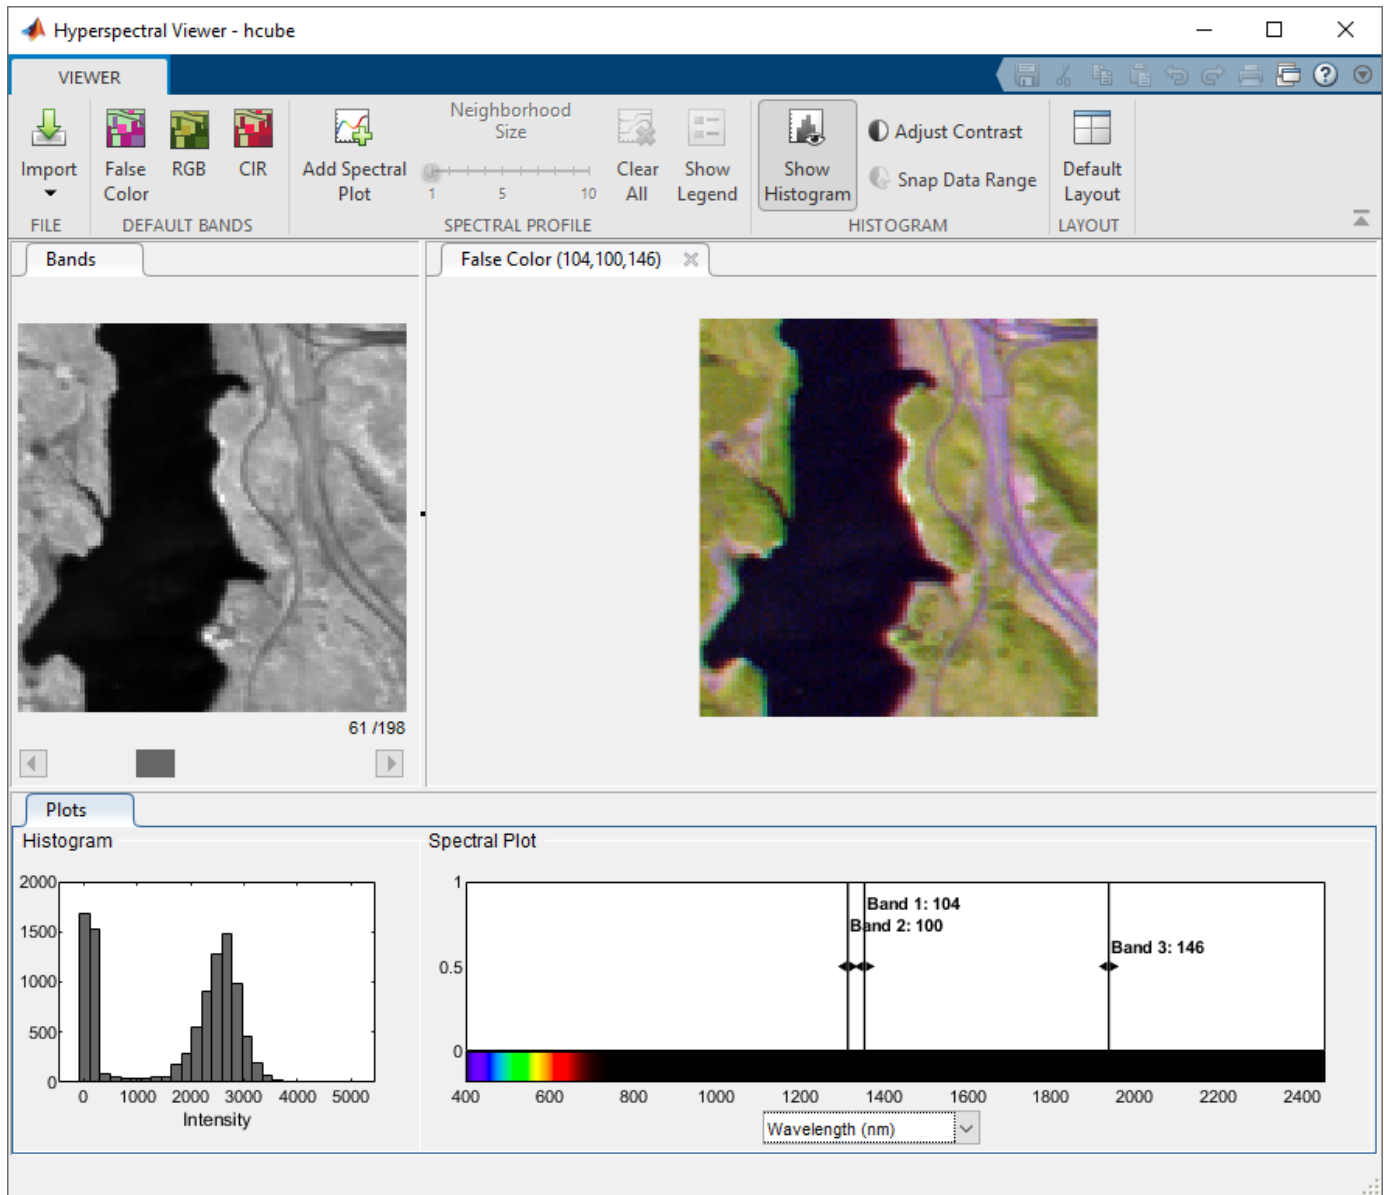 Hyperspectral Viewer - hcube
VIEWER
Import
False Color
RGB
CIR
Add Spectral Plot
Neighborhood Size
1 5 10
Clear All
Show Legend
Show Histogram
Adjust Contrast
Snap Data Range
Default Layout
FILE
DEFAULT BANDS
SPECTRAL PROFILE
HISTOGRAM
LAYOUT
Bands
False Color (104,100,146)
61 /198
Plots
Histogram
2000
1500
1000
500
0
0 1000 2000 3000 4000 5000
Intensity
Spectral Plot
1
0.5
0
Band 1: 104
Band 2: 100
Band 3: 146
400 600 800 1000 1200 1400 1600 1800 2000 2200 2400
Wavelength (nm)